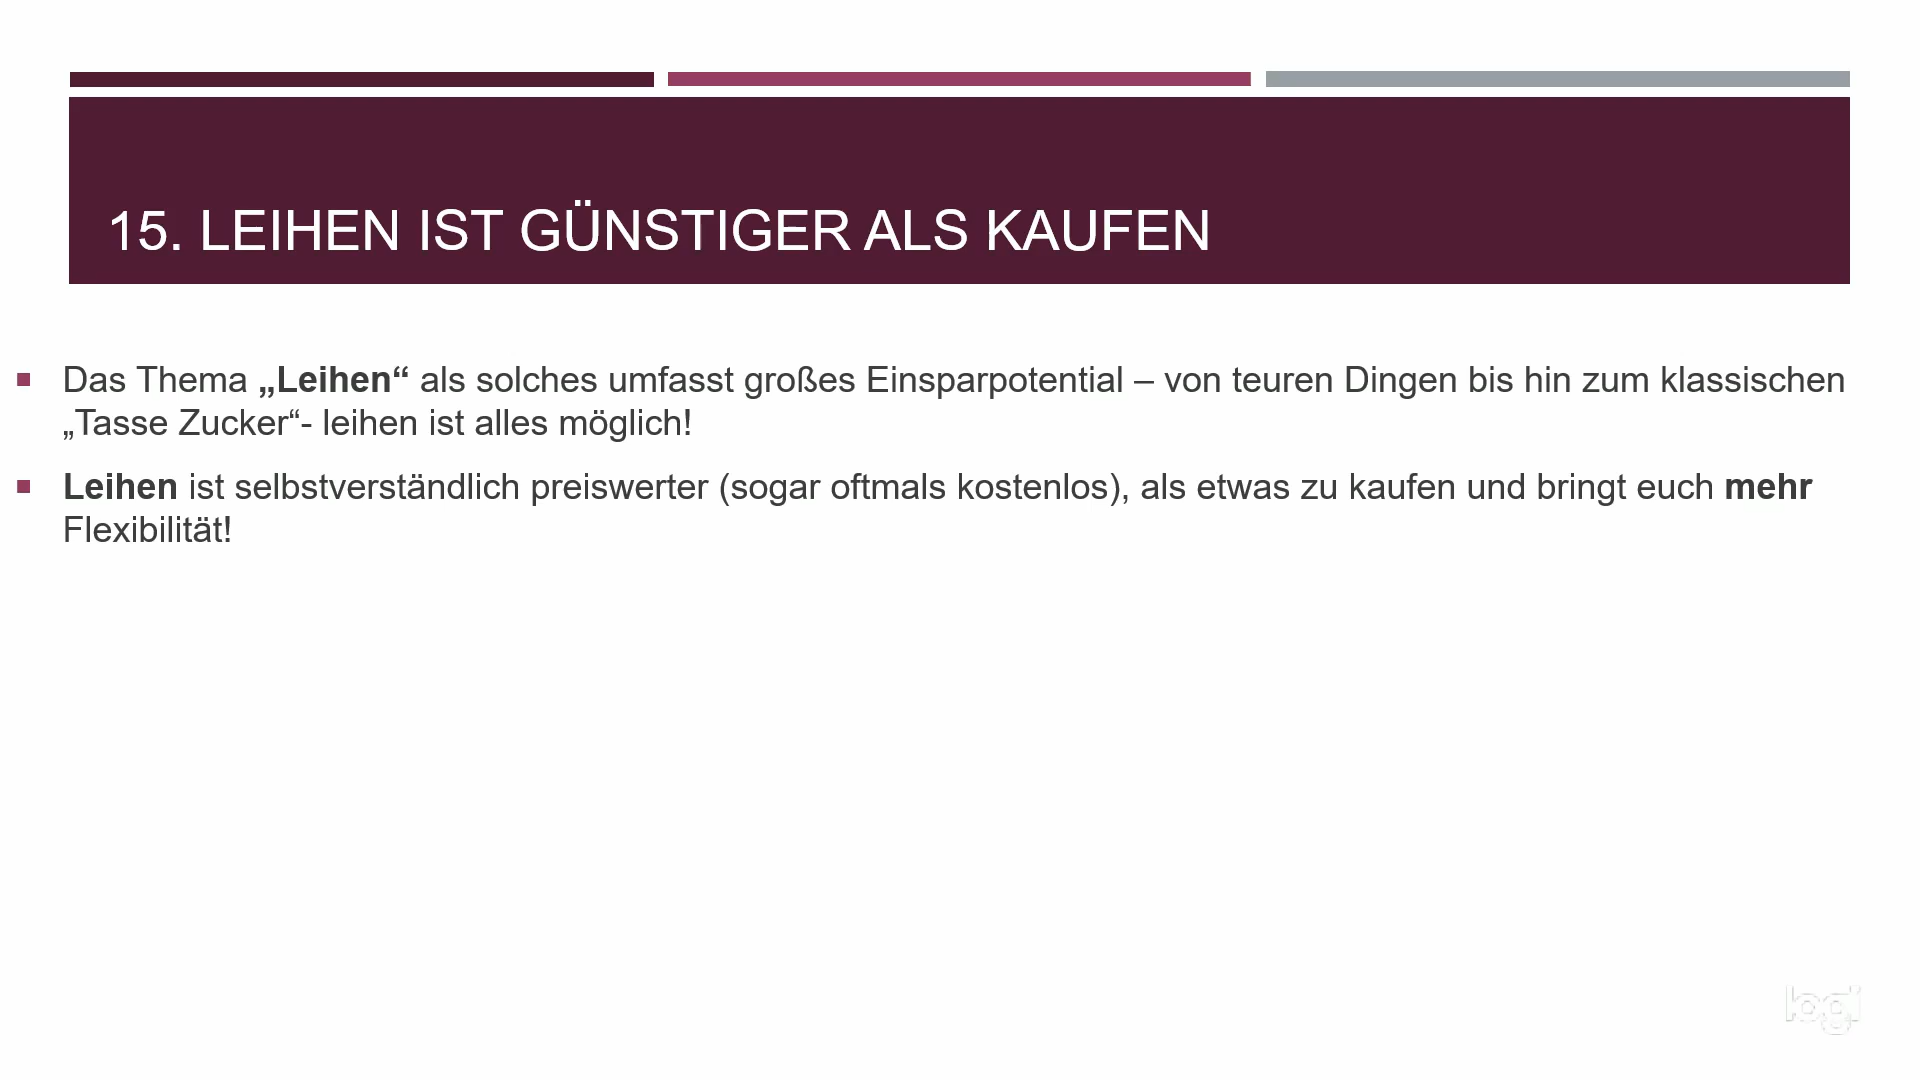 15. LEIHEN IST GÜNSTIGER ALS KAUFEN
Das Thema „Leihen“ als solches umfasst großes Einsparpotential – von teuren Dingen bis hin zum klassischen
„Tasse Zucker“- leihen ist alles möglich!
Leihen ist selbstverständlich preiswerter (sogar oftmals kostenlos), als etwas zu kaufen und bringt euch mehr
Flexibilität!
logi